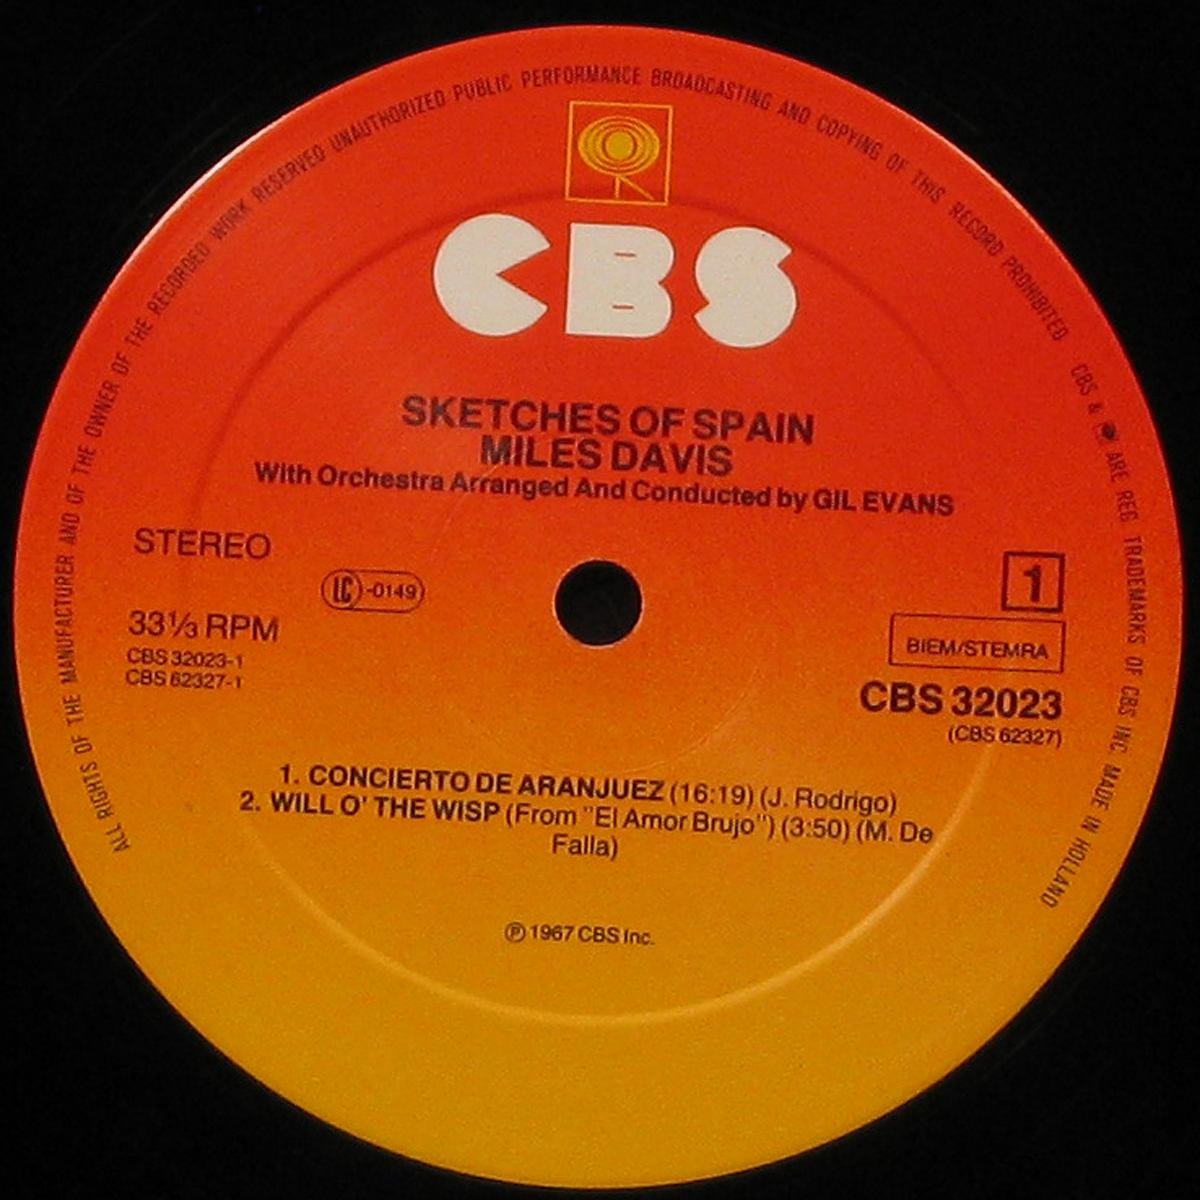 ALL RIGHTS OF THE MANUFACTURER AND OF THE OWNER OF THE RECORDED WORK RESERVED UNAUTHORIZED PUBLIC PERFORMANCE BROADCASTING AND COPYING OF THIS RECORD PROHIBITED CBS & ARE REG TRADEMARKS OF CBS INC. MADE IN HOLLAND
CBS
SKETCHES OF SPAIN
MILES DAVIS
With Orchestra Arranged And Conducted by GIL EVANS
STEREO
LC-0149
33⅓ RPM
CBS 32023-1
CBS 62327-1
1
BIEM/STEMRA
CBS 32023
(CBS 62327)
1. CONCIERTO DE ARANJUEZ (16:19) (J. Rodrigo)
2. WILL O' THE WISP (From "El Amor Brujo") (3:50) (M. De
Falla)
℗ 1967 CBS Inc.